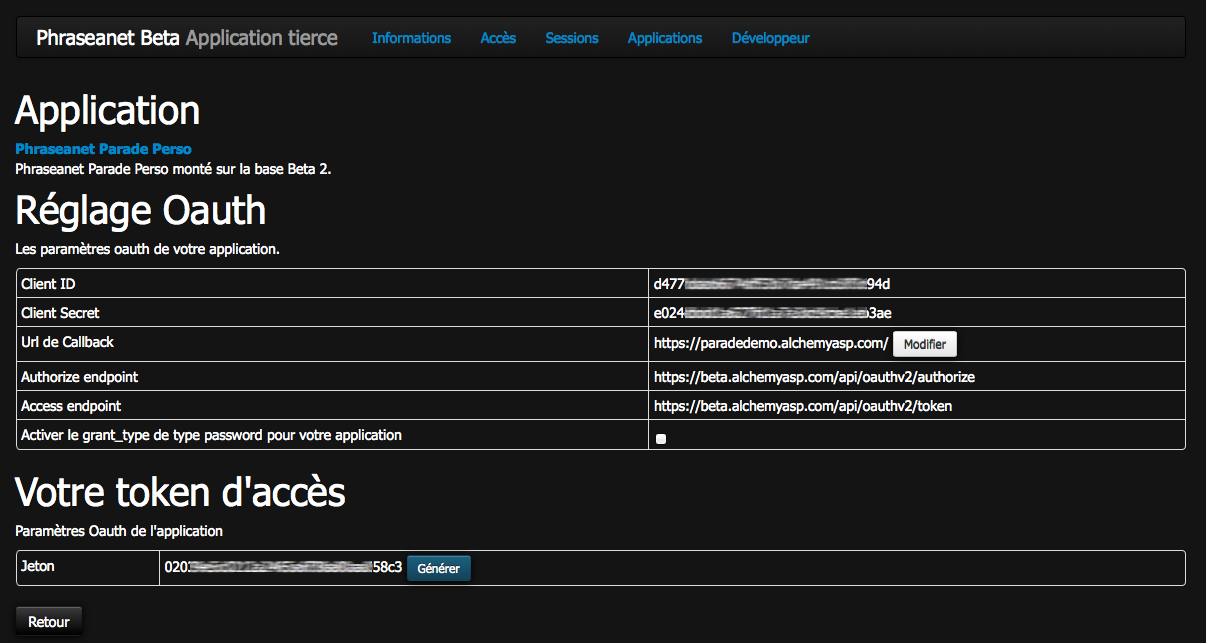 Phraseanet Beta Application tierce Informations Accès Sessions Applications Développeur
Application
Phraseanet Parade Perso
Phraseanet Parade Perso monté sur la base Beta 2.
Réglage Oauth
Les paramètres oauth de votre application.
Client ID d477 94d
Client Secret e024 3ae
Url de Callback https://paradedemo.alchemyasp.com/ Modifier
Authorize endpoint https://beta.alchemyasp.com/api/oauthv2/authorize
Access endpoint https://beta.alchemyasp.com/api/oauthv2/token
Activer le grant_type de type password pour votre application
Votre token d'accès
Paramètres Oauth de l'application
Jeton 020 58c3 Générer
Retour